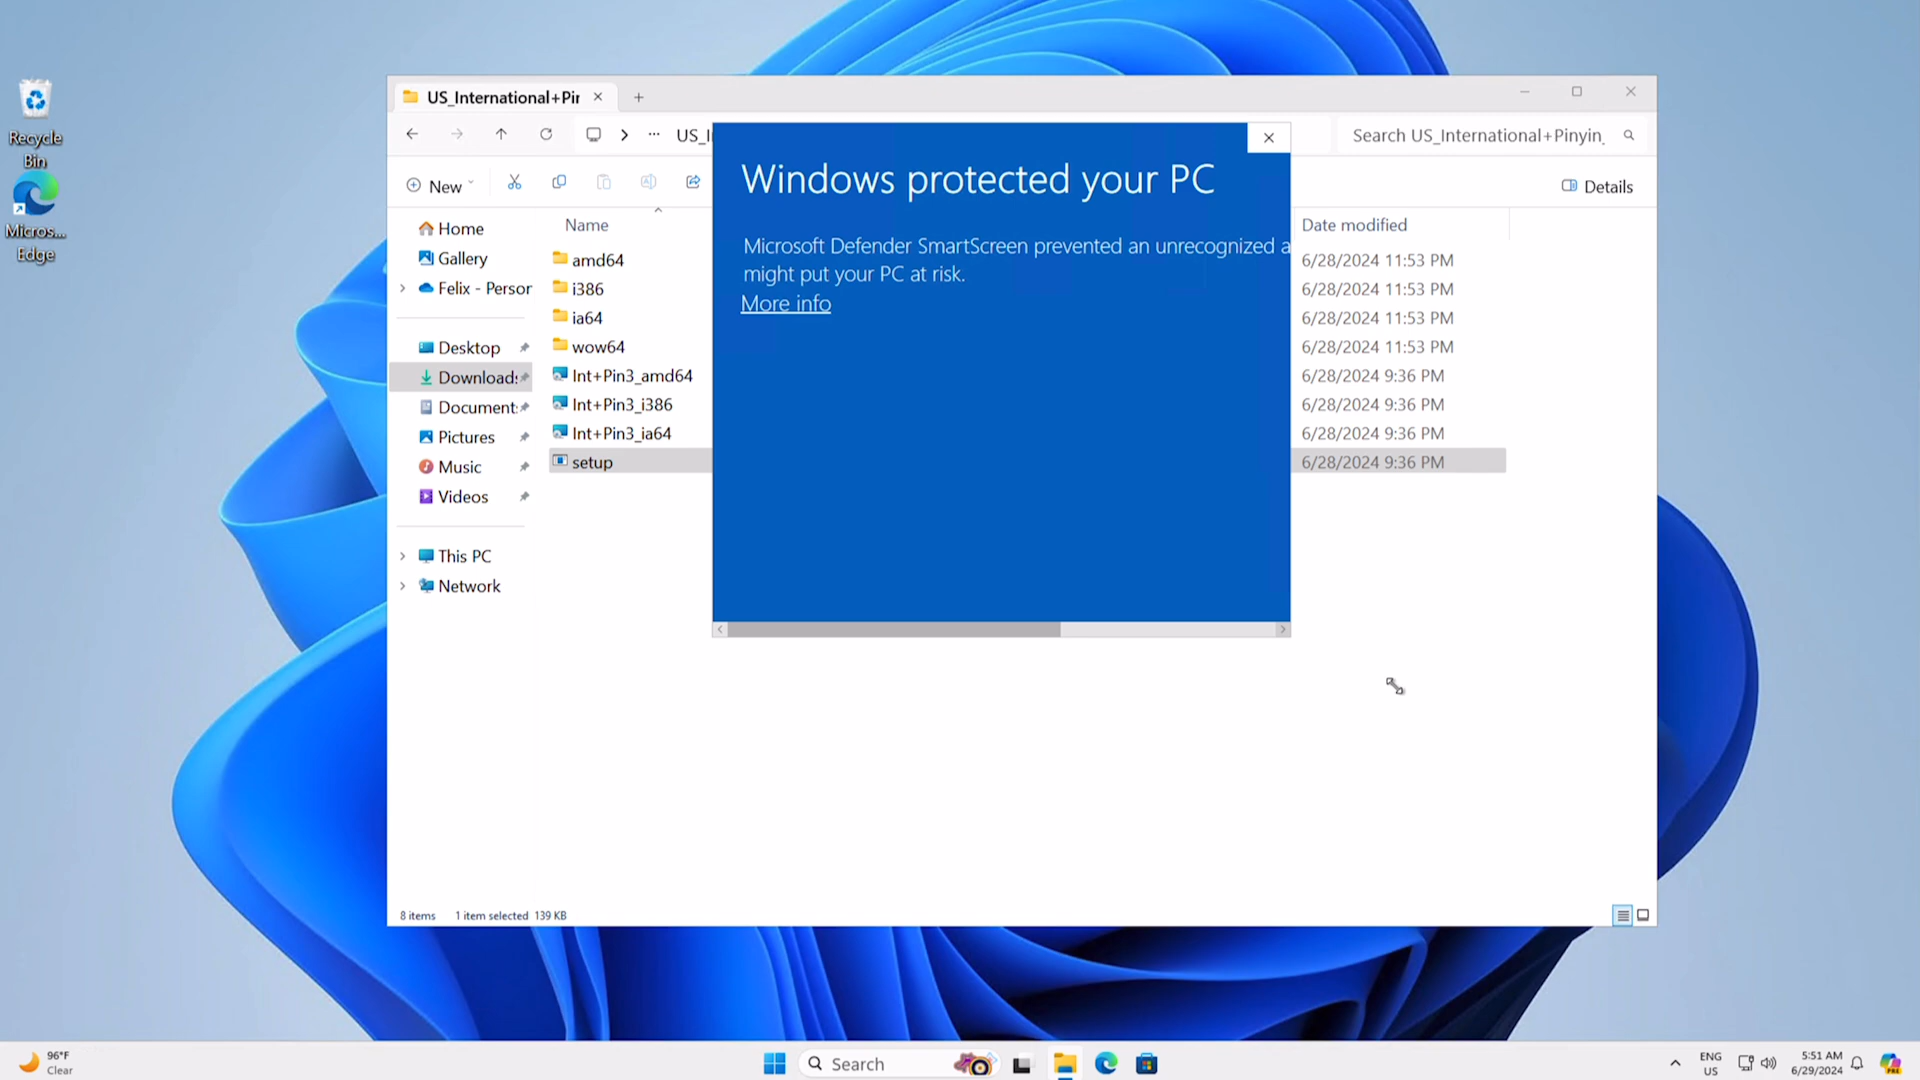 Recycle
Bin
Micros...
Edge
US_International+Pir
US_I
Search US_International+Pinyin,
New
Details
Home
Gallery
Felix - Person
Desktop
Downloads
Document
Pictures
Music
Videos
This PC
Network
Name
Date modified
amd64
6/28/2024 11:53 PM
i386
6/28/2024 11:53 PM
ia64
6/28/2024 11:53 PM
wow64
6/28/2024 11:53 PM
Int+Pin3_amd64
6/28/2024 9:36 PM
Int+Pin3_i386
6/28/2024 9:36 PM
Int+Pin3_ia64
6/28/2024 9:36 PM
setup
6/28/2024 9:36 PM
Windows protected your PC
Microsoft Defender SmartScreen prevented an unrecognized a
might put your PC at risk.
More info
8 items 1 item selected 139 KB
96°F
Clear
Search
ENG
US
5:51 AM
6/29/2024
PRE